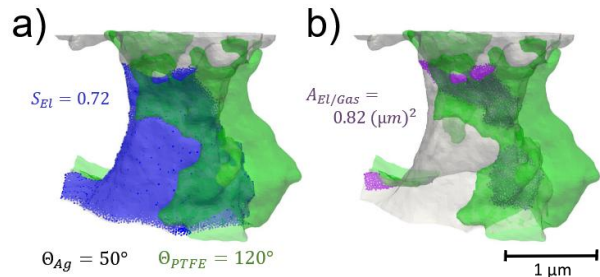 a)
b)
S_El = 0.72
A_El/Gas =
0.82 (μm)²
Θ_Ag = 50°
Θ_PTFE = 120°
1 μm